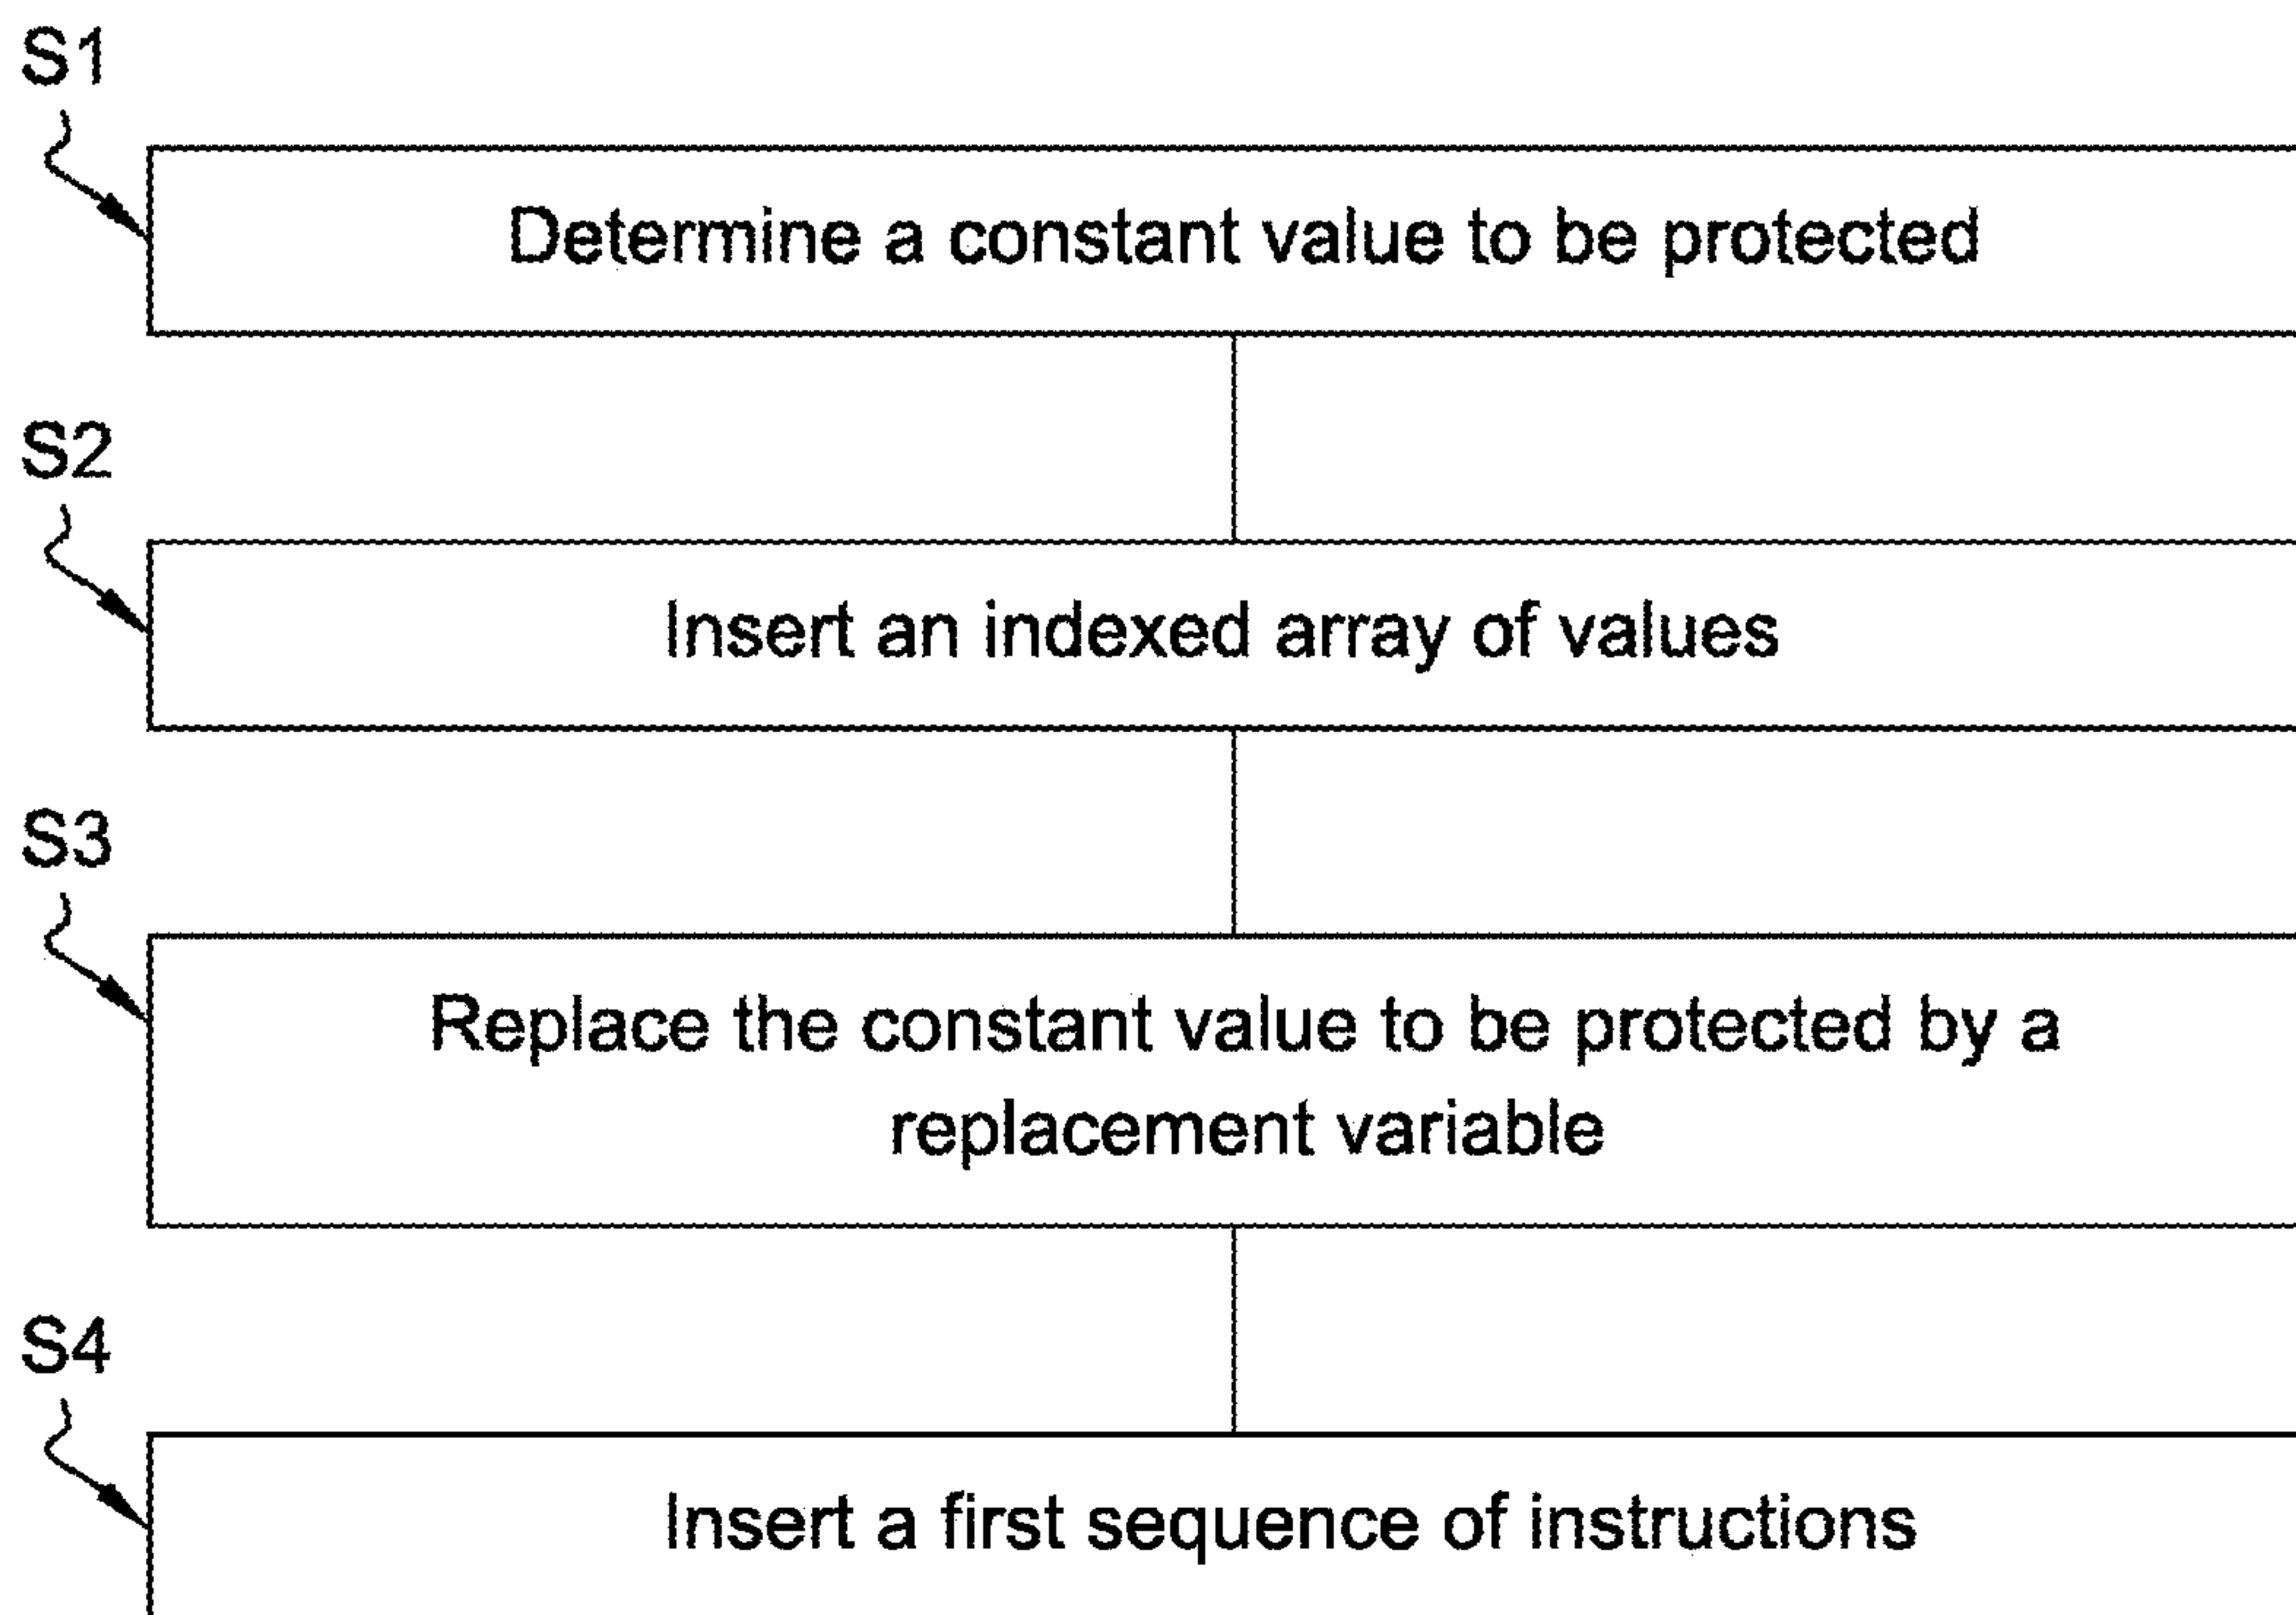 S1
Determine a constant value to be protected
S2
Insert an indexed array of values
S3
Replace the constant value to be protected by a
replacement variable
S4
Insert a first sequence of instructions